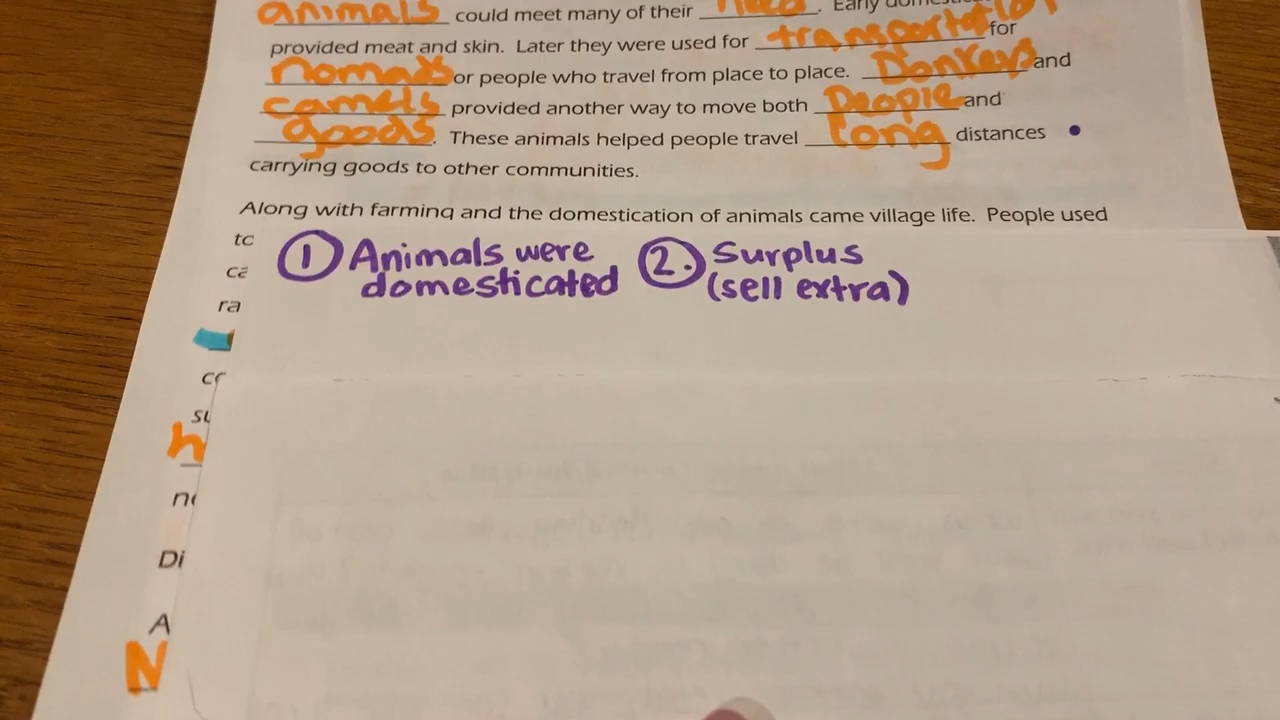 animals could meet many of their need. Early
provided meat and skin. Later they were used for for
nomads or people who travel from place to place. Donkeys and
camels provided another way to move both People and
goods. These animals helped people travel long distances
carrying goods to other communities.
Along with farming and the domestication of animals came village life. People used
① Animals were
domesticated
②. Surplus
(sell extra)
ra
h
Di
A
N